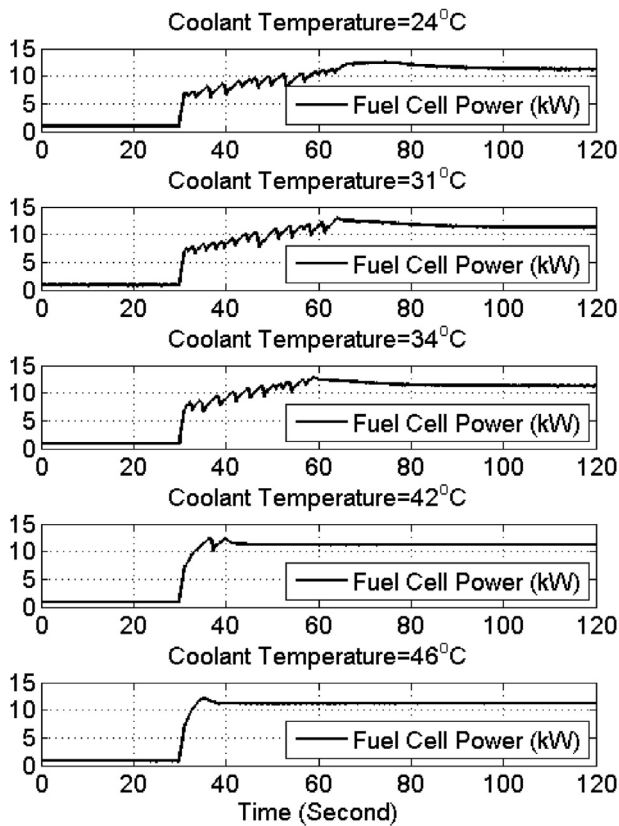 Coolant Temperature=24⁰C
15
10
5
0
Fuel Cell Power (kW)
0 20 40 60 80 100 120
Coolant Temperature=31⁰C
15
10
5
0
Fuel Cell Power (kW)
0 20 40 60 80 100 120
Coolant Temperature=34⁰C
15
10
5
0
Fuel Cell Power (kW)
0 20 40 60 80 100 120
Coolant Temperature=42⁰C
15
10
5
0
Fuel Cell Power (kW)
0 20 40 60 80 100 120
Coolant Temperature=46⁰C
15
10
5
0
Fuel Cell Power (kW)
0 20 40 60 80 100 120
Time (Second)